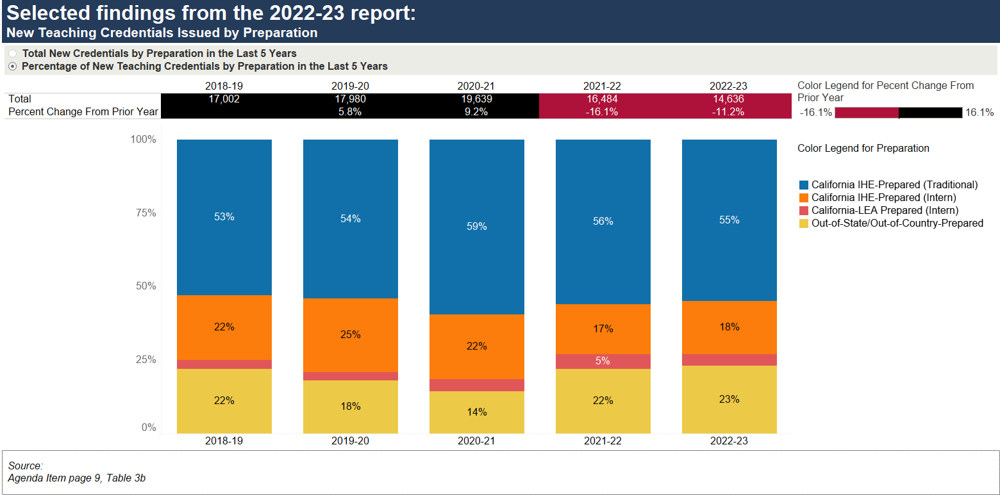 Selected findings from the 2022-23 report:
New Teaching Credentials Issued by Preparation
Total New Credentials by Preparation in the Last 5 Years
Percentage of New Teaching Credentials by Preparation in the Last 5 Years
2018-19 2019-20 2020-21 2021-22 2022-23
Total 17,002 17,980 19,639 16,484 14,636
Percent Change From Prior Year 5.8% 9.2% -16.1% -11.2%
Color Legend for Pecent Change From
Prior Year
-16.1% 16.1%
Color Legend for Preparation
California IHE-Prepared (Traditional)
California IHE-Prepared (Intern)
California-LEA Prepared (Intern)
Out-of-State/Out-of-Country-Prepared
100%
75%
53% 54% 59% 56% 55%
50%
22% 25% 22% 17% 18%
25%
5%
22% 18% 14% 22% 23%
0%
2018-19 2019-20 2020-21 2021-22 2022-23
Source:
Agenda Item page 9, Table 3b